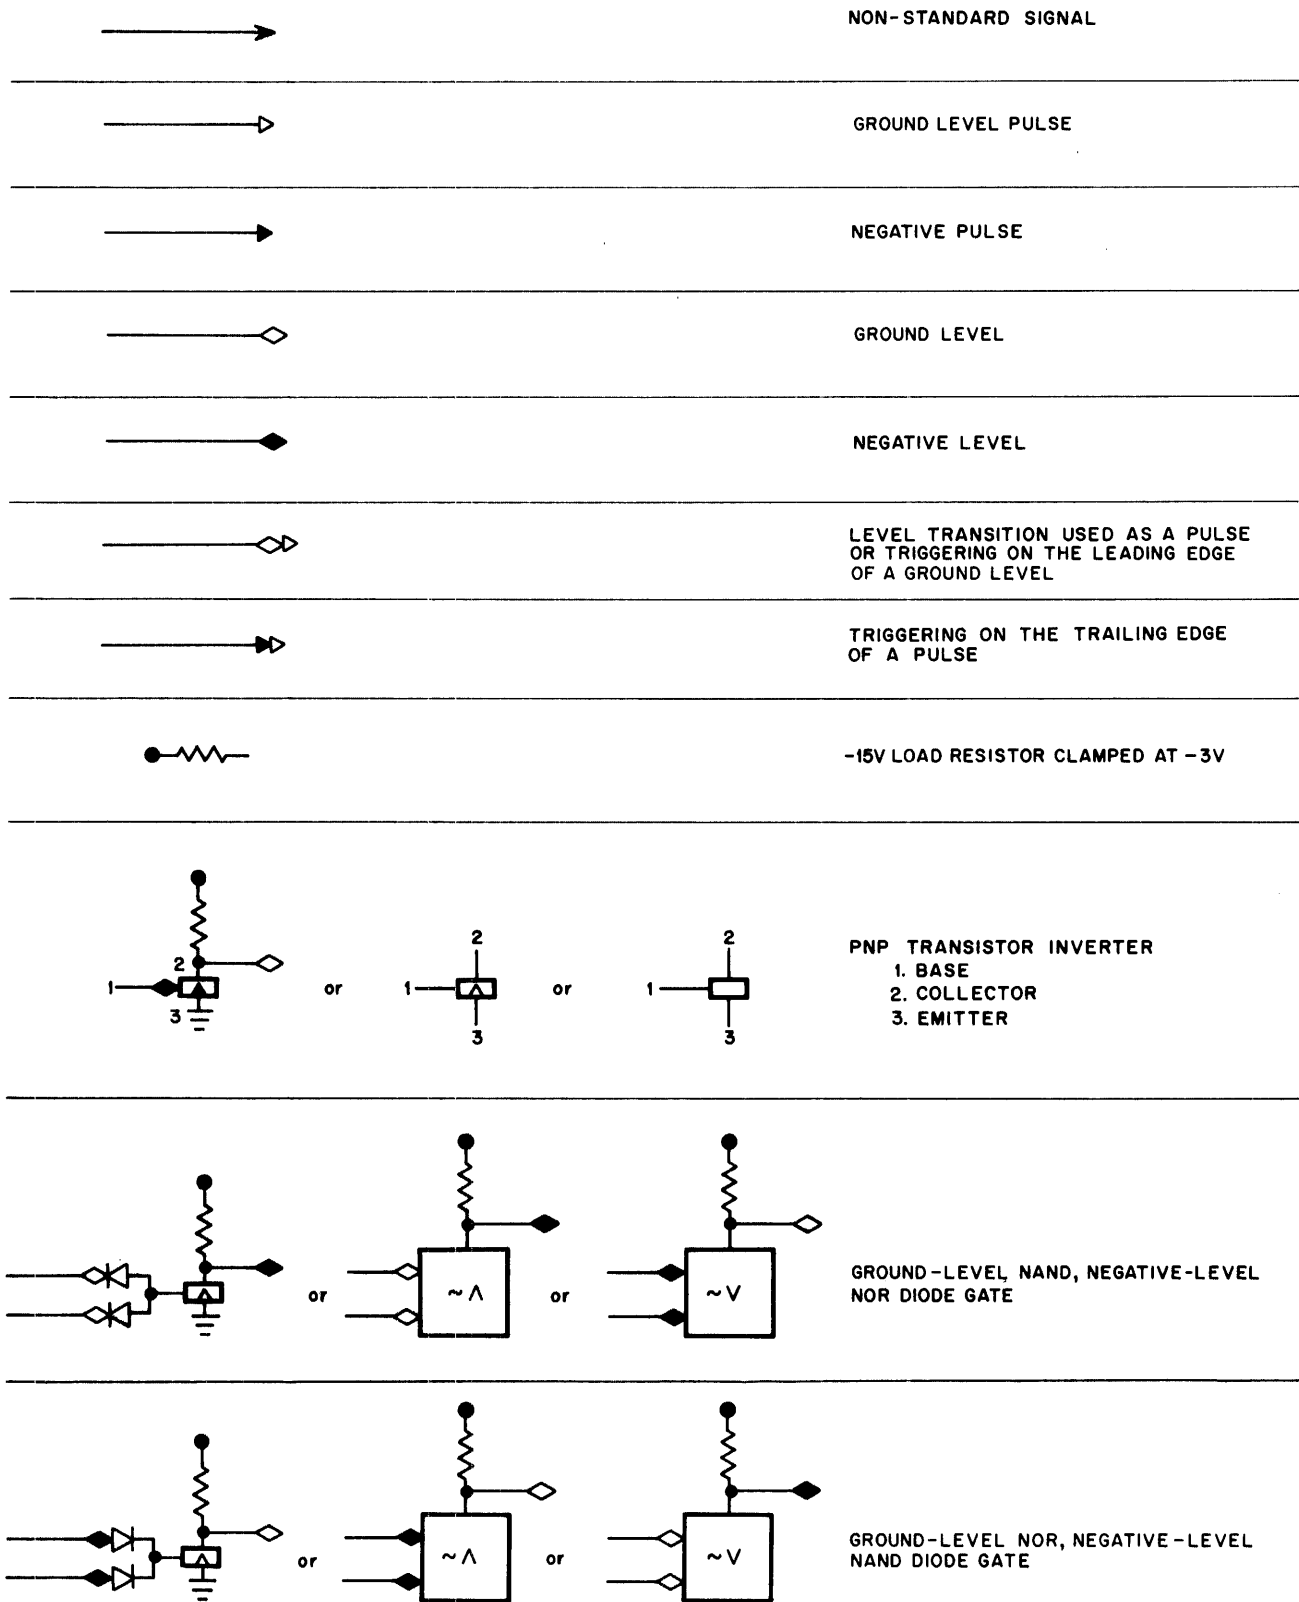 NON-STANDARD SIGNAL
GROUND LEVEL PULSE
NEGATIVE PULSE
GROUND LEVEL
NEGATIVE LEVEL
LEVEL TRANSITION USED AS A PULSE
OR TRIGGERING ON THE LEADING EDGE
OF A GROUND LEVEL
TRIGGERING ON THE TRAILING EDGE
OF A PULSE
-15V LOAD RESISTOR CLAMPED AT -3V
2
1
3
or
2
1
3
or
2
1
3
PNP TRANSISTOR INVERTER
1. BASE
2. COLLECTOR
3. EMITTER
or
~ Λ
or
~ V
GROUND-LEVEL NAND, NEGATIVE-LEVEL
NOR DIODE GATE
or
~ Λ
or
~ V
GROUND-LEVEL NOR, NEGATIVE-LEVEL
NAND DIODE GATE